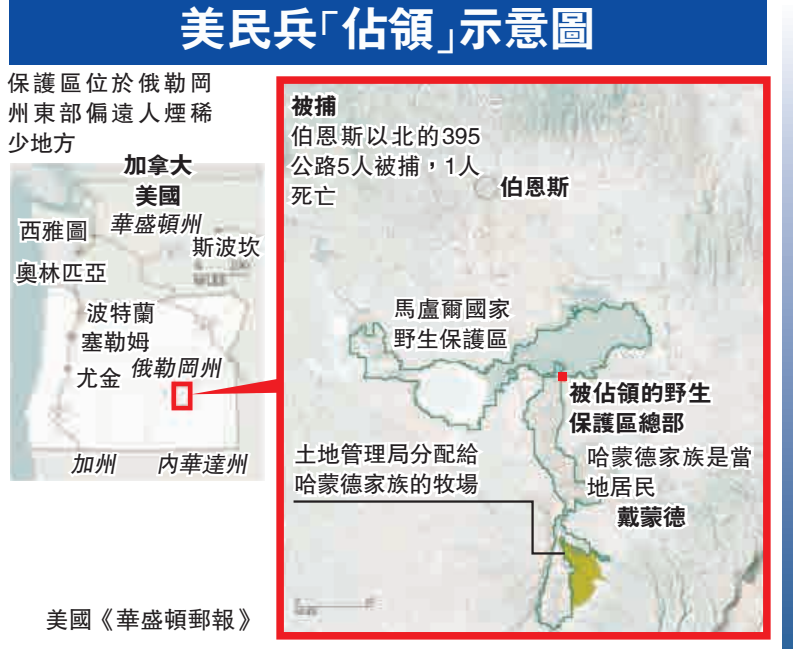 美民兵「佔領」示意圖
保護區位於俄勒岡
州東部偏遠人煙稀
少地方
加拿大
美國
華盛頓州
西雅圖
斯波坎
奧林匹亞
波特蘭
塞勒姆
尤金
俄勒岡州
加州
內華達州
美國《華盛頓郵報》
被捕
伯恩斯以北的395
公路5人被捕，1人
死亡
伯恩斯
馬盧爾國家
野生保護區
被佔領的野生
保護區總部
土地管理局分配給
哈蒙德家族的牧場
哈蒙德家族是當
地居民
戴蒙德